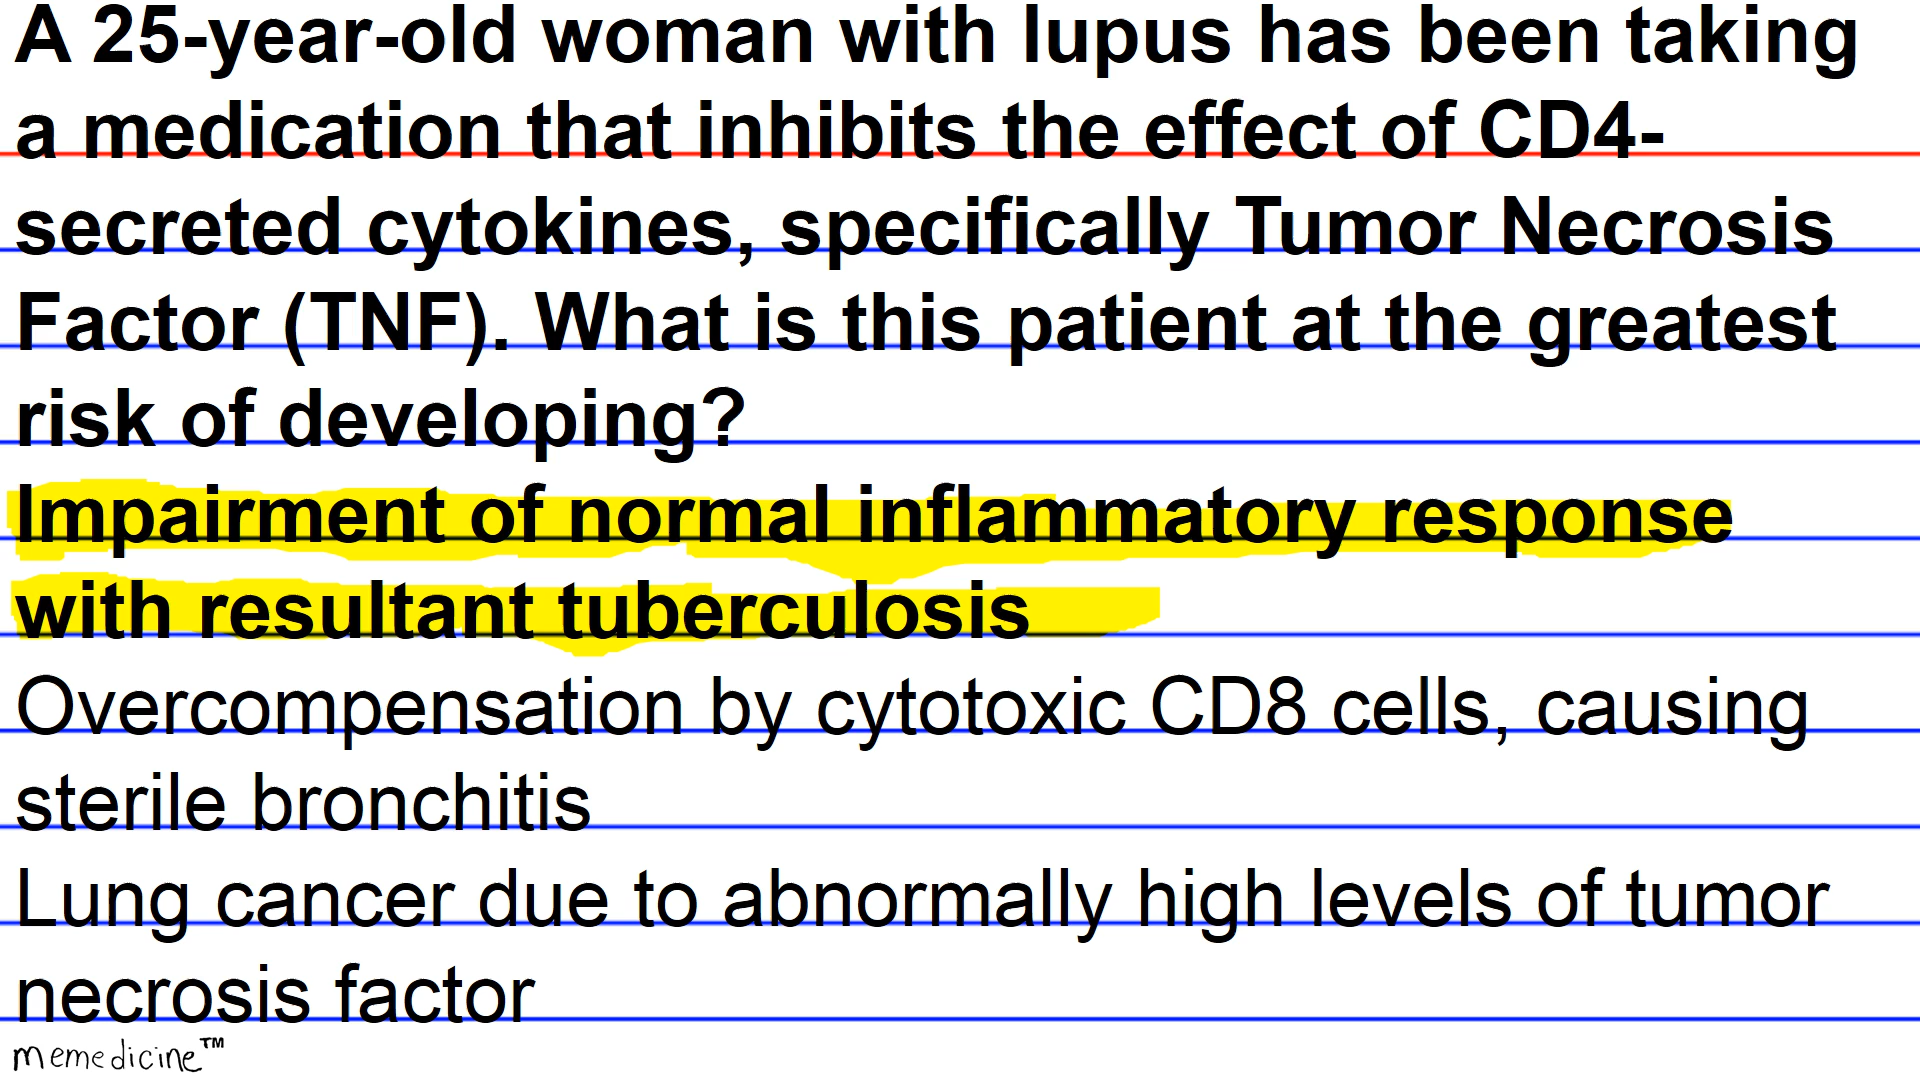 A 25-year-old woman with lupus has been taking
a medication that inhibits the effect of CD4-
secreted cytokines, specifically Tumor Necrosis
Factor (TNF). What is this patient at the greatest
risk of developing?
Impairment of normal inflammatory response
with resultant tuberculosis
Overcompensation by cytotoxic CD8 cells, causing
sterile bronchitis
Lung cancer due to abnormally high levels of tumor
necrosis factor
memedicine™